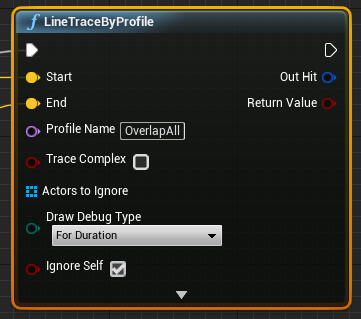 f LineTraceByProfile
Start
Out Hit
End
Return Value
Profile Name OverlapAll
Trace Complex
Actors to Ignore
Draw Debug Type
For Duration
Ignore Self